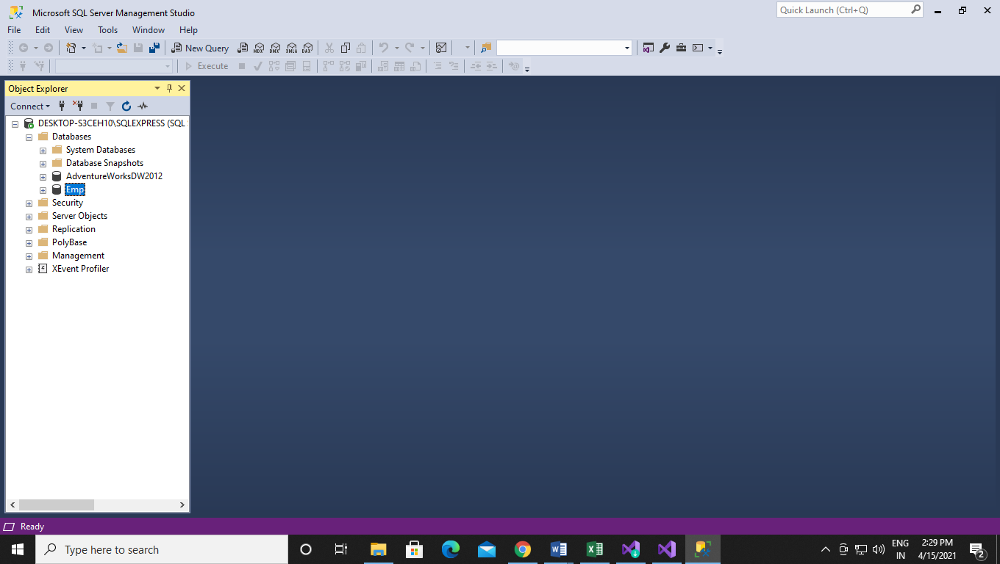 Microsoft SQL Server Management Studio
Quick Launch (Ctrl+Q)
File Edit View Tools Window Help
New Query MDX DMX XMLA DAX
Execute
Object Explorer
Connect
DESKTOP-S3CEH10\SQLEXPRESS (SQL
Databases
System Databases
Database Snapshots
AdventureWorksDW2012
Emp
Security
Server Objects
Replication
PolyBase
Management
XEvent Profiler
Ready
Type here to search
ENG
IN
2:29 PM
4/15/2021
2